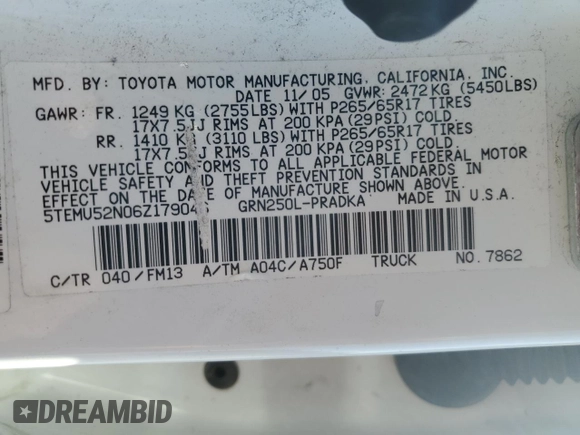 MFD. BY: TOYOTA MOTOR MANUFACTURING, CALIFORNIA, INC.
DATE 11/05 GVWR: 2472 KG (5450LBS)
GAWR: FR. 1249 KG (2755LBS) WITH P265/65R17 TIRES
17X7.5JJ RIMS AT 200 KPA (29PSI) COLD.
RR. 1410 KG (3110 LBS) WITH P265/65R17 TIRES
17X7.5JJ RIMS AT 200 KPA (29PSI) COLD.
THIS VEHICLE CONFORMS TO ALL APPLICABLE FEDERAL MOTOR
VEHICLE SAFETY AND THEFT PREVENTION STANDARDS IN
EFFECT ON THE DATE OF MANUFACTURE SHOWN ABOVE.
GRN250L-PRADKA MADE IN U.S.A.
C/TR 040/FM13 A/TM A04C/A750F TRUCK NO. 7862
DREAMBID